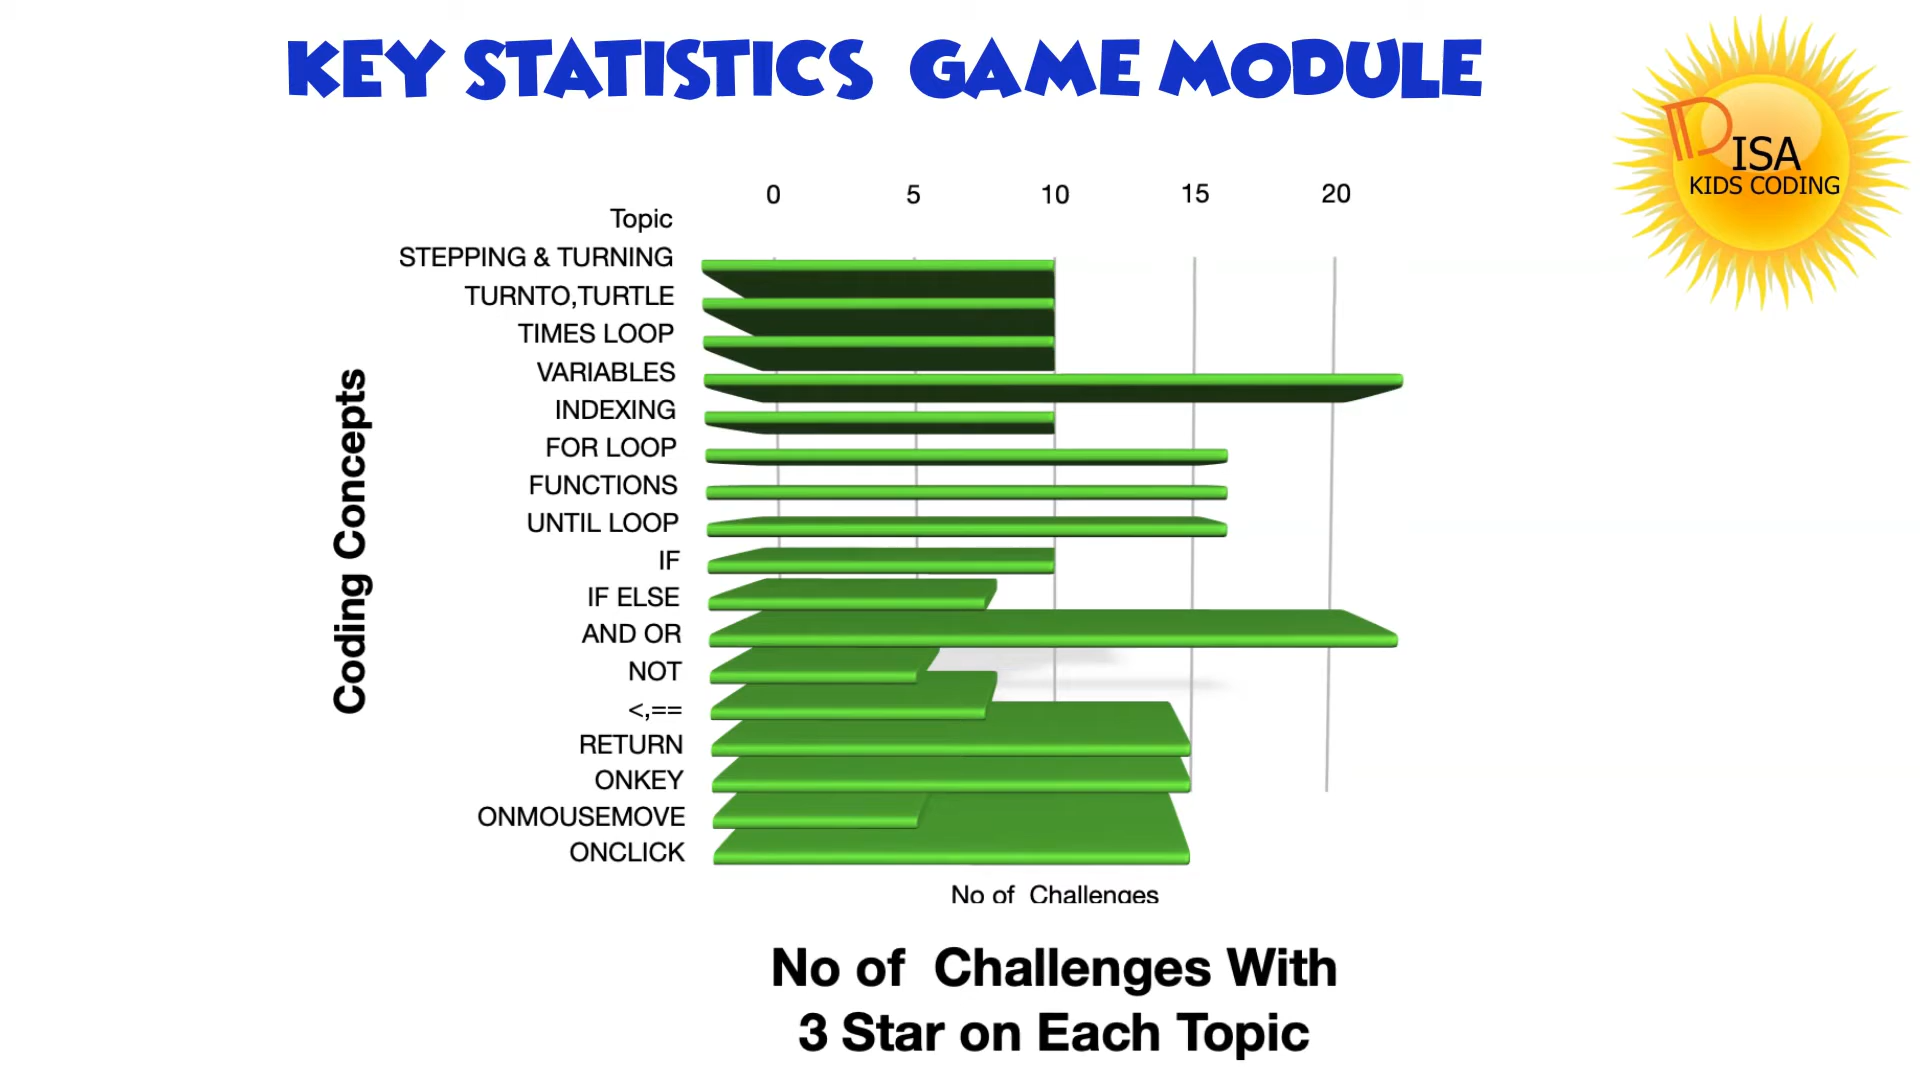 KEY STATISTICS GAME MODULE
DISA
KIDS CODING
0 5 10 15 20
Topic
STEPPING & TURNING
TURNTO,TURTLE
TIMES LOOP
VARIABLES
INDEXING
FOR LOOP
FUNCTIONS
UNTIL LOOP
IF
IF ELSE
AND OR
NOT
<,==
RETURN
ONKEY
ONMOUSEMOVE
ONCLICK
Coding Concepts
No of Challenges
No of Challenges With
3 Star on Each Topic